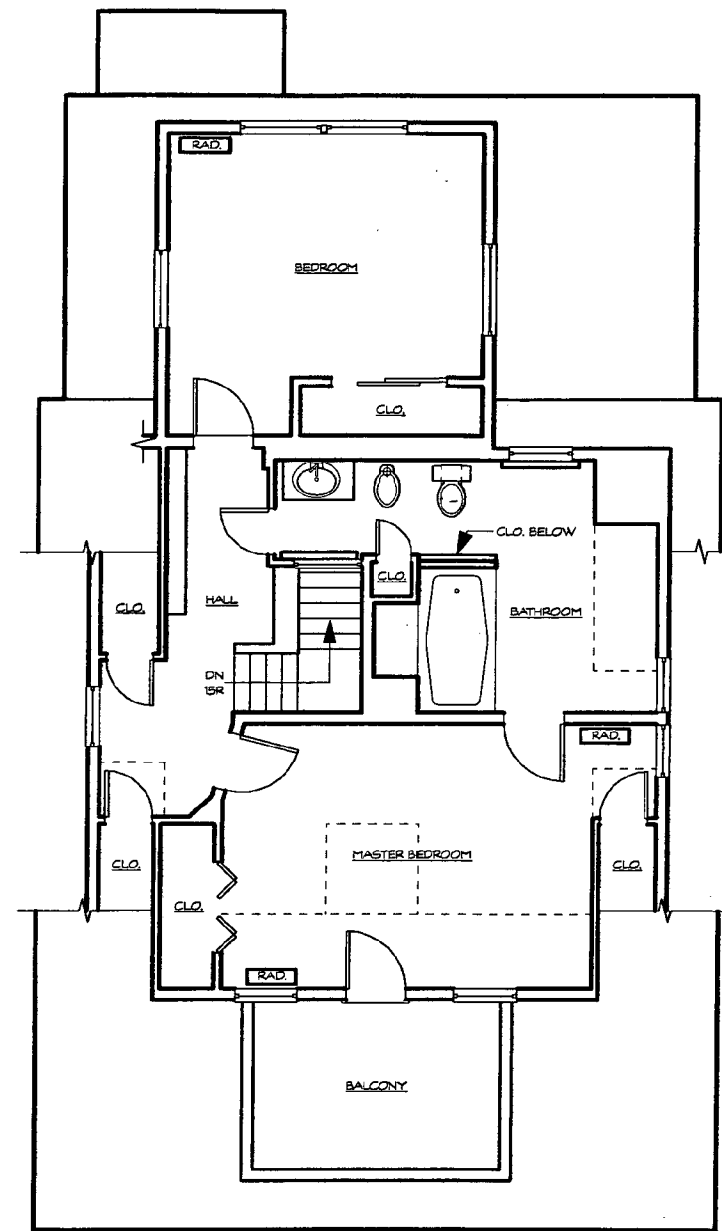 RAD.
BEDROOM
CLO.
CLO. BELOW
CLO.
HALL
CLO.
BATHROOM
DN
15R
RAD.
MASTER BEDROOM
CLO.
CLO.
CLO.
RAD.
BALCONY